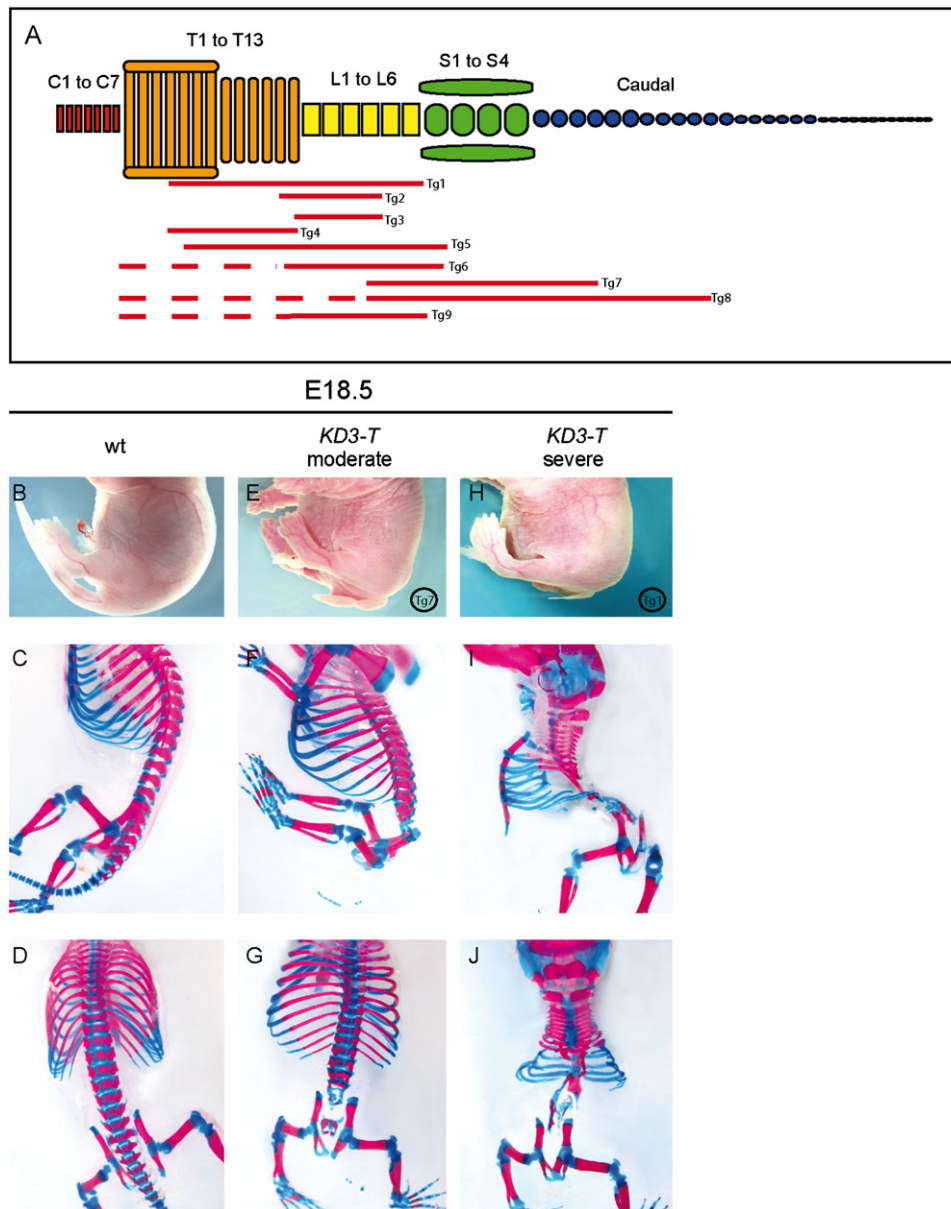 A
T1 to T13
C1 to C7
L1 to L6
S1 to S4
Caudal
Tg1
Tg2
Tg3
Tg4
Tg5
Tg6
Tg7
Tg8
Tg9
E18.5
wt
KD3-T
moderate
KD3-T
severe
B
E
Tg7
H
Tg1
C
F
I
D
G
J